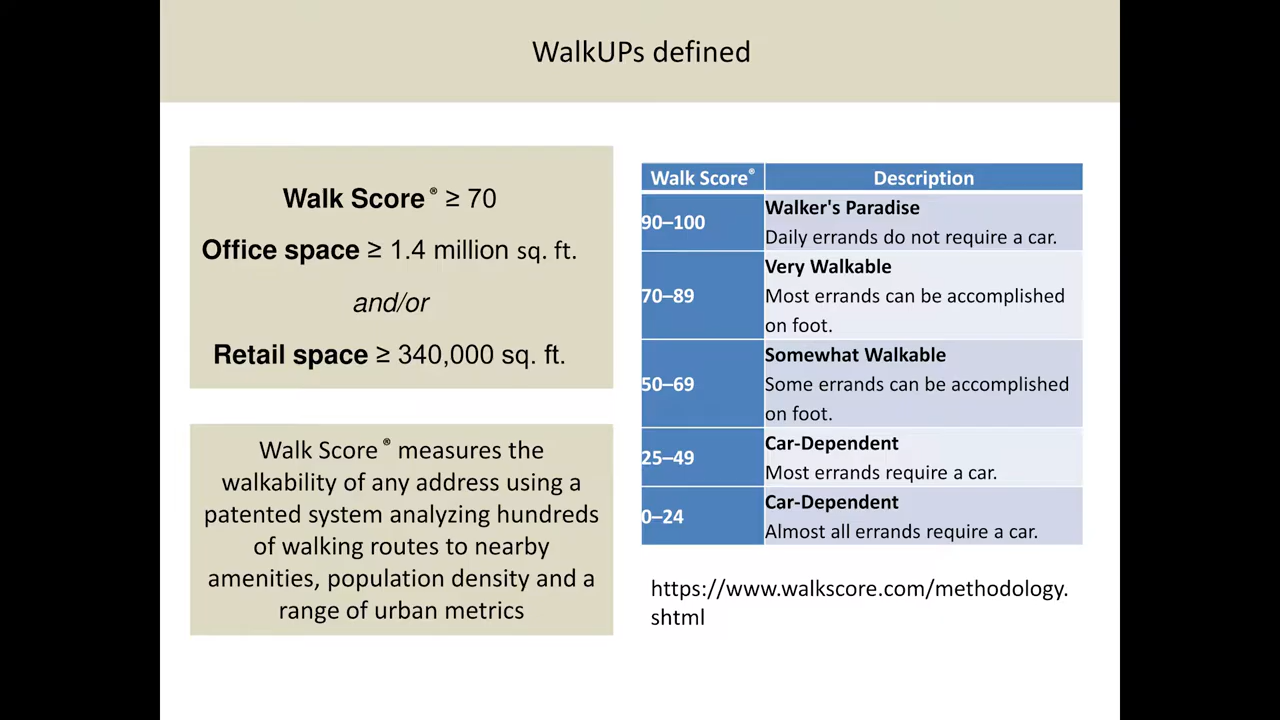 WalkUPs defined
Walk Score® ≥ 70
Office space ≥ 1.4 million sq. ft.
and/or
Retail space ≥ 340,000 sq. ft.
Walk Score® measures the
walkability of any address using a
patented system analyzing hundreds
of walking routes to nearby
amenities, population density and a
range of urban metrics
Walk Score® Description
90–100 Walker's Paradise
Daily errands do not require a car.
70–89 Very Walkable
Most errands can be accomplished
on foot.
50–69 Somewhat Walkable
Some errands can be accomplished
on foot.
25–49 Car-Dependent
Most errands require a car.
0–24 Car-Dependent
Almost all errands require a car.
https://www.walkscore.com/methodology.
shtml